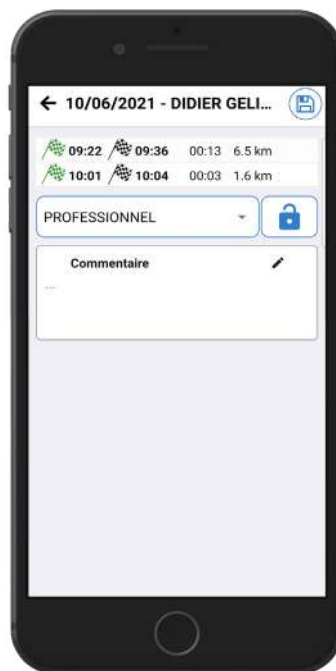 10/06/2021 - DIDIER GELI...
09:22 09:36 00:13 6.5 km
10:01 10:04 00:03 1.6 km
PROFESSIONNEL
Commentaire
...